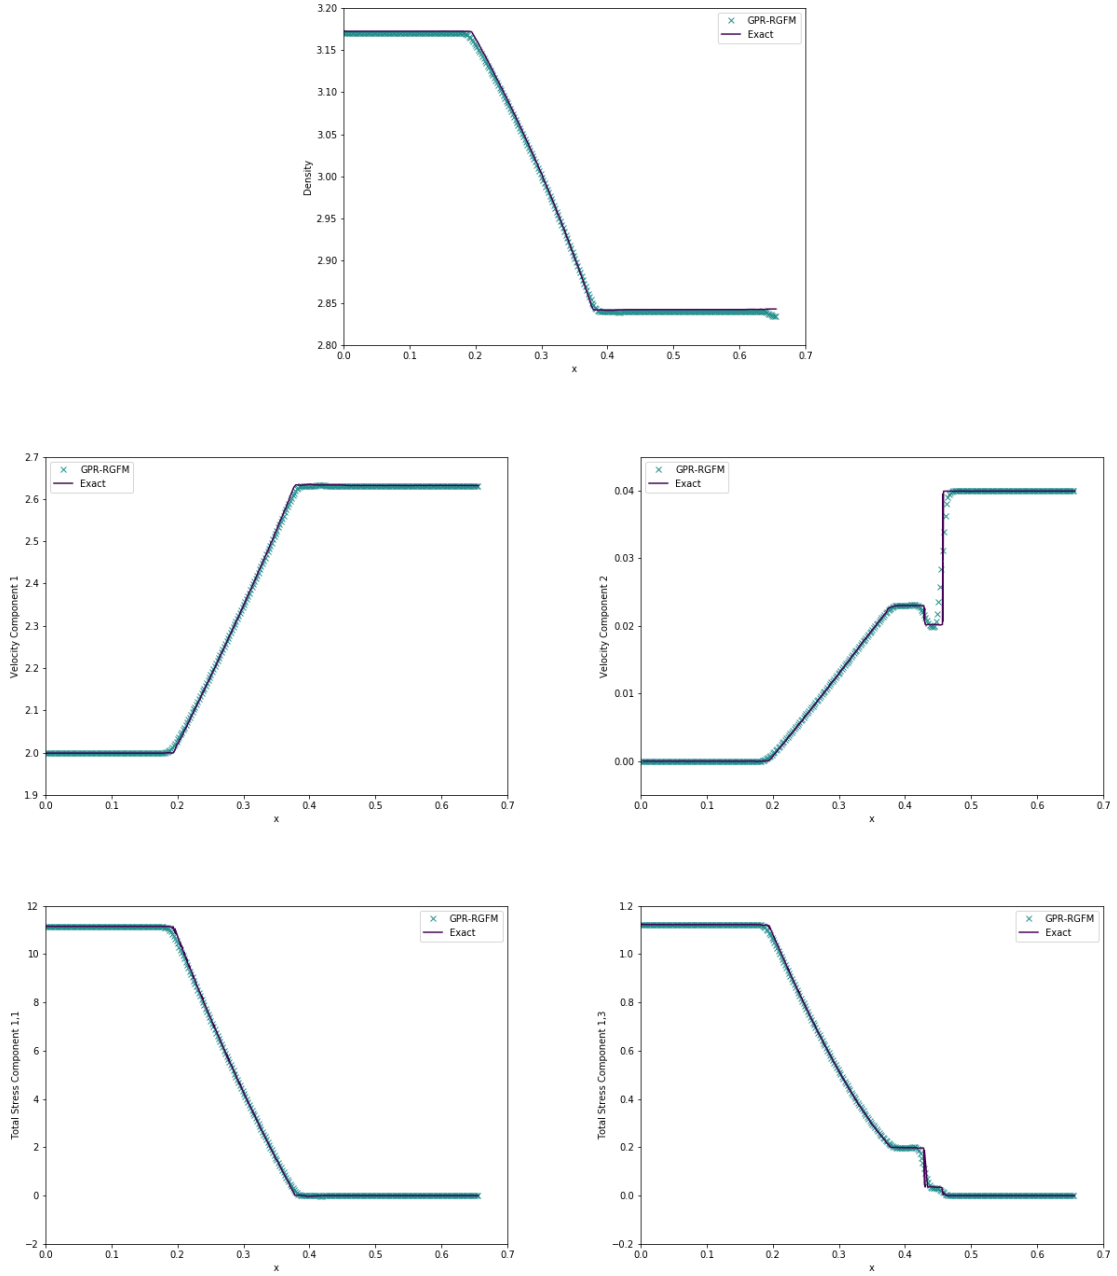 3.20
3.15
3.10
3.05
3.00
2.95
2.90
2.85
2.80
Density
GPR-RGFM
Exact
0.0 0.1 0.2 0.3 0.4 0.5 0.6 0.7
x
2.7
2.6
2.5
2.4
2.3
2.2
2.1
2.0
1.9
Velocity Component 1
GPR-RGFM
Exact
0.0 0.1 0.2 0.3 0.4 0.5 0.6 0.7
x
0.04
0.03
0.02
0.01
0.00
Velocity Component 2
GPR-RGFM
Exact
0.0 0.1 0.2 0.3 0.4 0.5 0.6 0.7
x
12
10
8
6
4
2
0
−2
Total Stress Component 1,1
GPR-RGFM
Exact
0.0 0.1 0.2 0.3 0.4 0.5 0.6 0.7
x
1.2
1.0
0.8
0.6
0.4
0.2
0.0
−0.2
Total Stress Component 1,3
GPR-RGFM
Exact
0.0 0.1 0.2 0.3 0.4 0.5 0.6 0.7
x